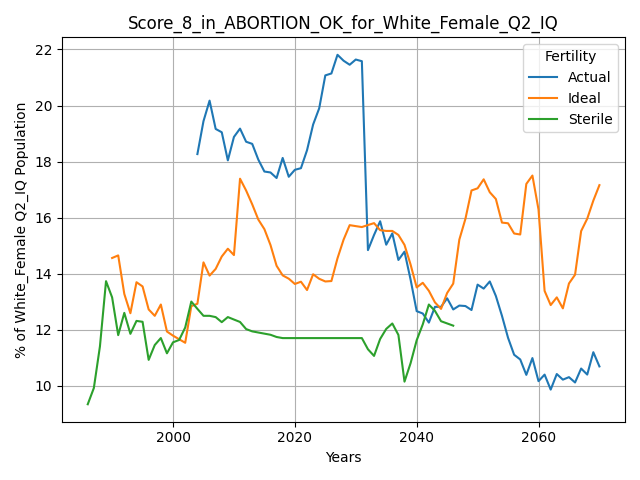 Score_8_in_ABORTION_OK_for_White_Female_Q2_IQ
% of White_Female Q2_IQ Population
22
20
18
16
14
12
10
2000 2020 2040 2060
Years
Fertility
Actual
Ideal
Sterile